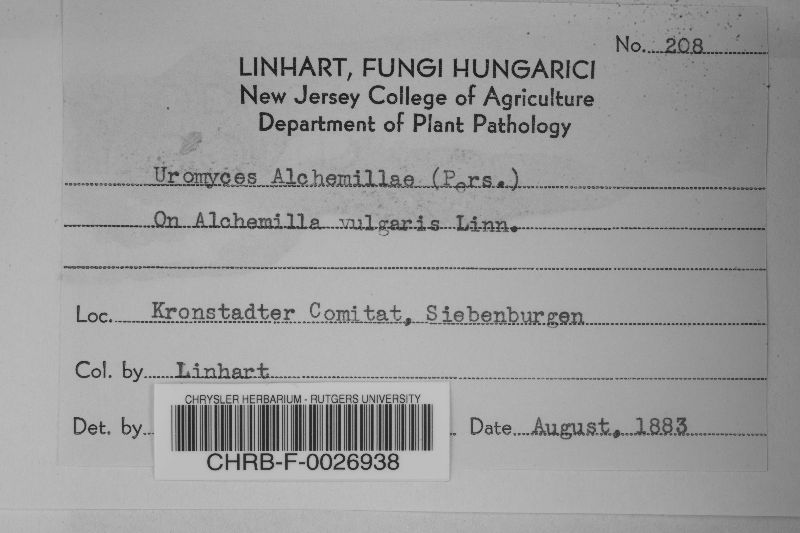 No. 208
LINHART, FUNGI HUNGARICI
New Jersey College of Agriculture
Department of Plant Pathology
Uromyces Alchemillae (Pers.)
On Alchemilla vulgaris Linn.
Loc. Kronstadter Comitat, Siebenburgen
Col. by Linhart
CHRYSLER HERBARIUM - RUTGERS UNIVERSITY
Det. by Date August, 1883
CHRB-F-0026938